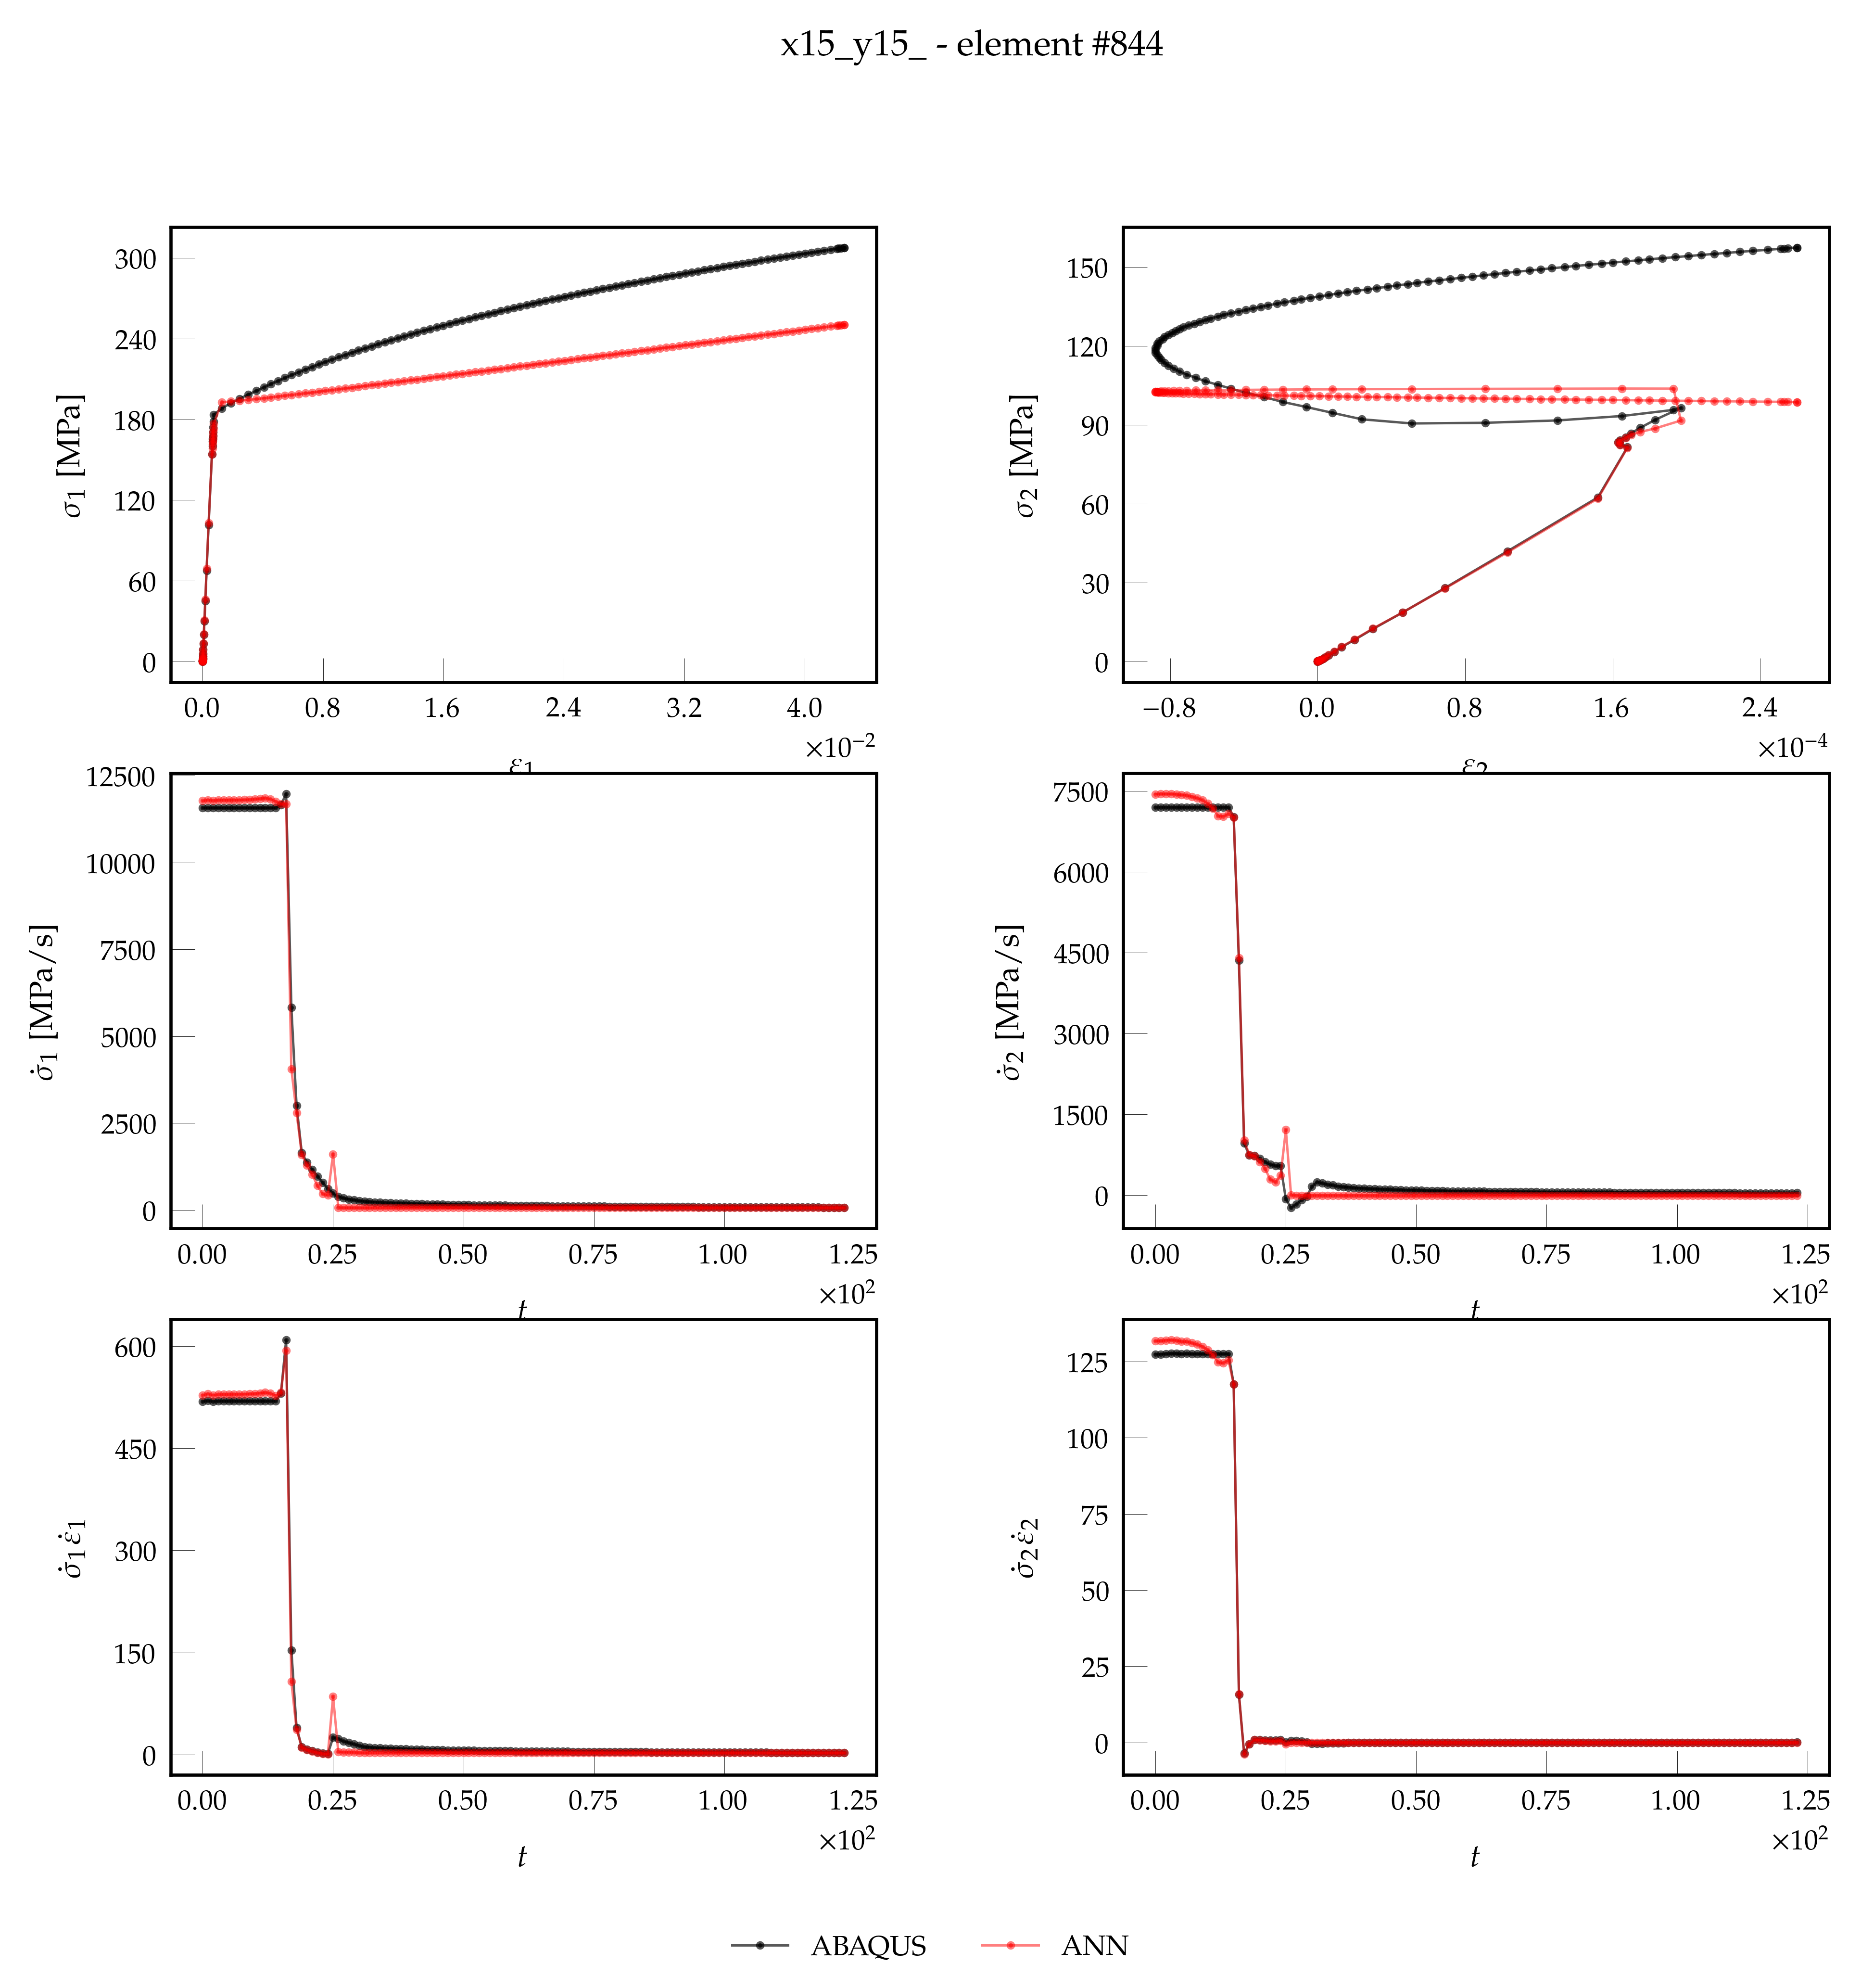 x15_y15_ - element #844
σ1 [MPa]
300
240
180
120
60
0
0.0 0.8 1.6 2.4 3.2 4.0
×10−2
ε1
σ2 [MPa]
150
120
90
60
30
0
−0.8 0.0 0.8 1.6 2.4
×10−4
ε2
σ̇1 [MPa/s]
12500
10000
7500
5000
2500
0
0.00 0.25 0.50 0.75 1.00 1.25
×102
t
σ̇2 [MPa/s]
7500
6000
4500
3000
1500
0
0.00 0.25 0.50 0.75 1.00 1.25
×102
t
σ̇1ε̇1
600
450
300
150
0
0.00 0.25 0.50 0.75 1.00 1.25
×102
t
σ̇2ε̇2
125
100
75
50
25
0
0.00 0.25 0.50 0.75 1.00 1.25
×102
t
ABAQUS ANN